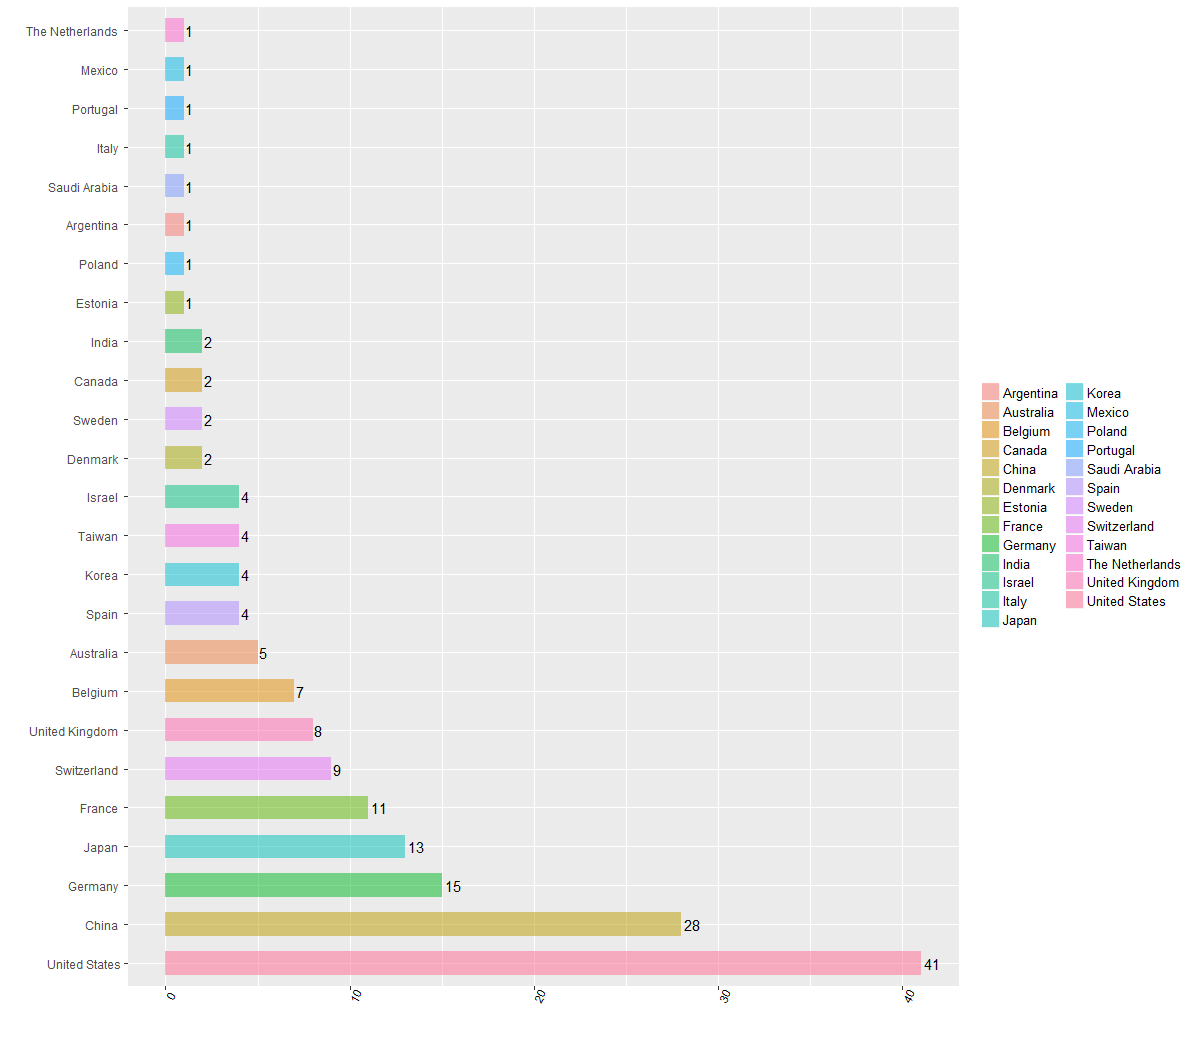 The Netherlands 1
Mexico 1
Portugal 1
Italy 1
Saudi Arabia 1
Argentina 1
Poland 1
Estonia 1
India 2
Canada 2
Sweden 2
Denmark 2
Israel 4
Taiwan 4
Korea 4
Spain 4
Australia 5
Belgium 7
United Kingdom 8
Switzerland 9
France 11
Japan 13
Germany 15
China 28
United States 41
0 10 20 30 40
Argentina
Australia
Belgium
Canada
China
Denmark
Estonia
France
Germany
India
Israel
Italy
Japan
Korea
Mexico
Poland
Portugal
Saudi Arabia
Spain
Sweden
Switzerland
Taiwan
The Netherlands
United Kingdom
United States